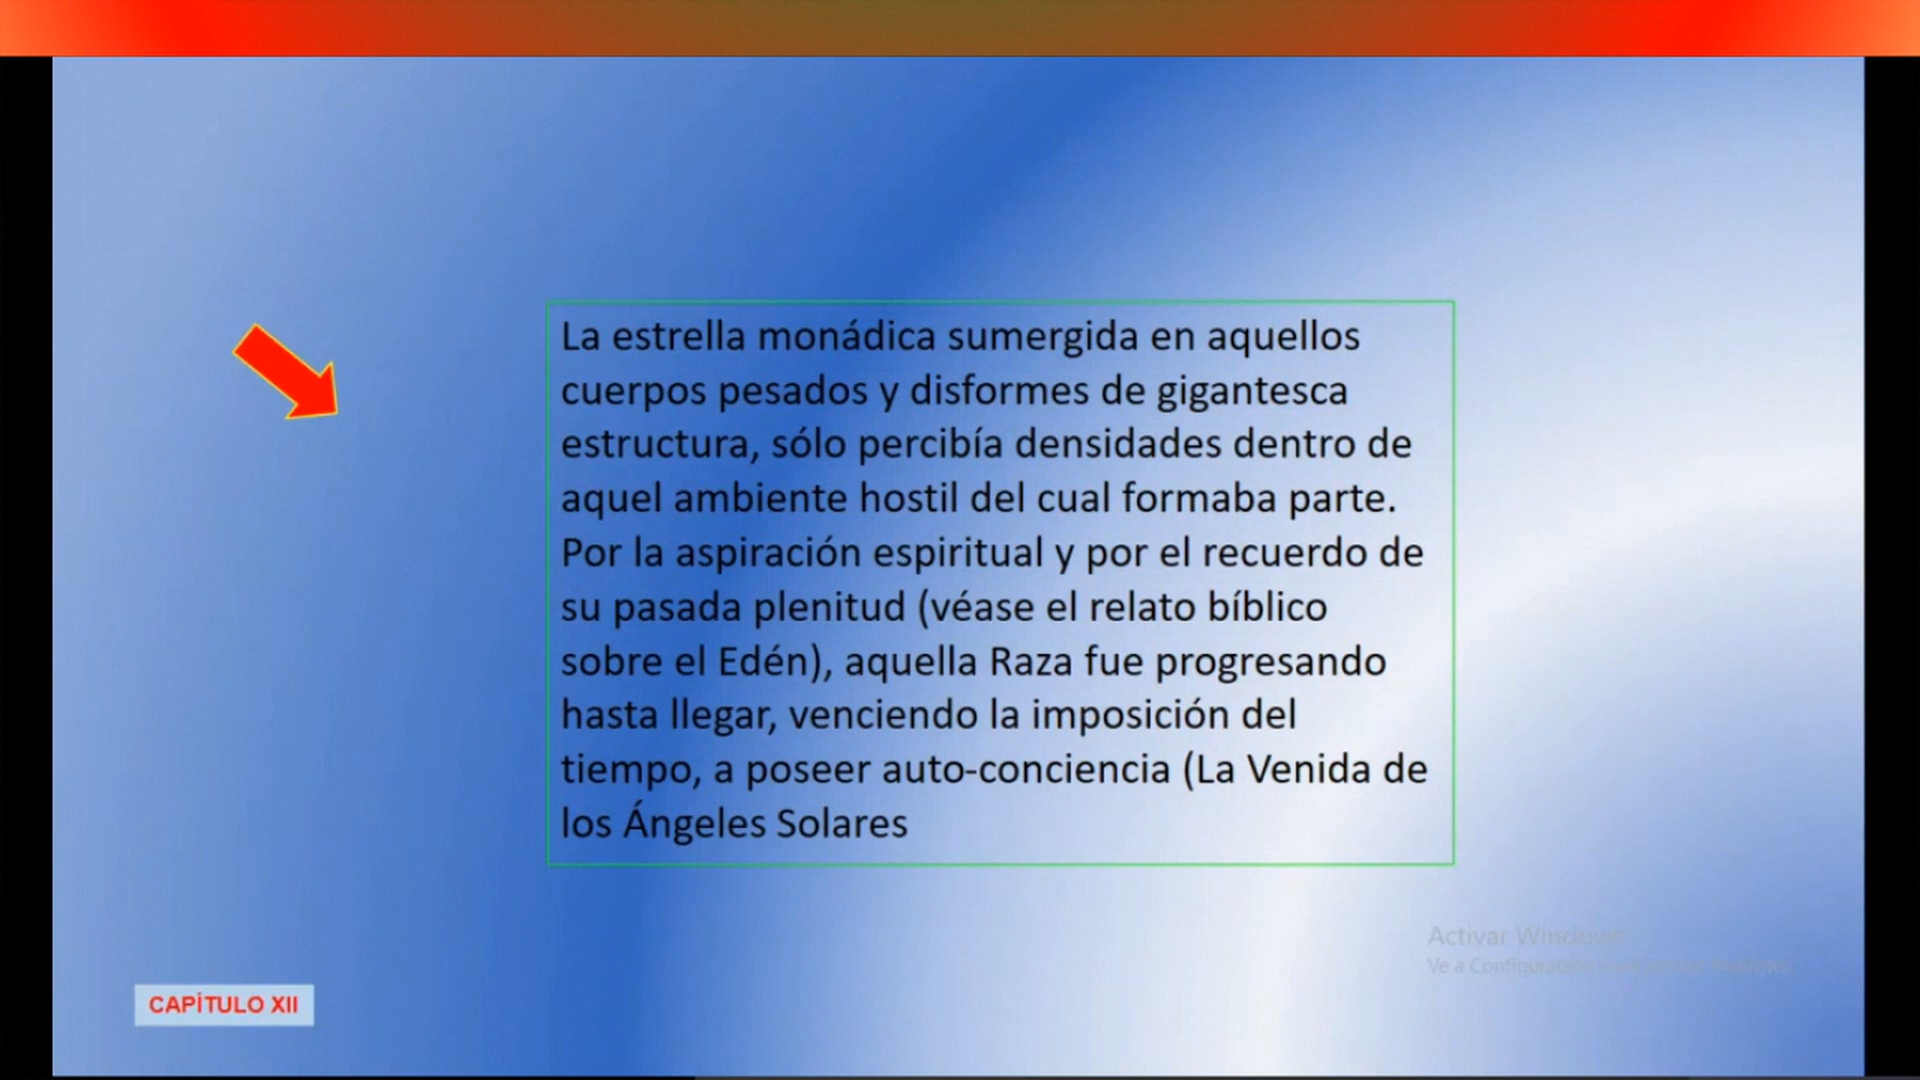 La estrella monádica sumergida en aquellos
cuerpos pesados y disformes de gigantesca
estructura, sólo percibía densidades dentro de
aquel ambiente hostil del cual formaba parte.
Por la aspiración espiritual y por el recuerdo de
su pasada plenitud (véase el relato bíblico
sobre el Edén), aquella Raza fue progresando
hasta llegar, venciendo la imposición del
tiempo, a poseer auto-conciencia (La Venida de
los Ángeles Solares
Activar Windows
Ve a Configuración
CAPÍTULO XII